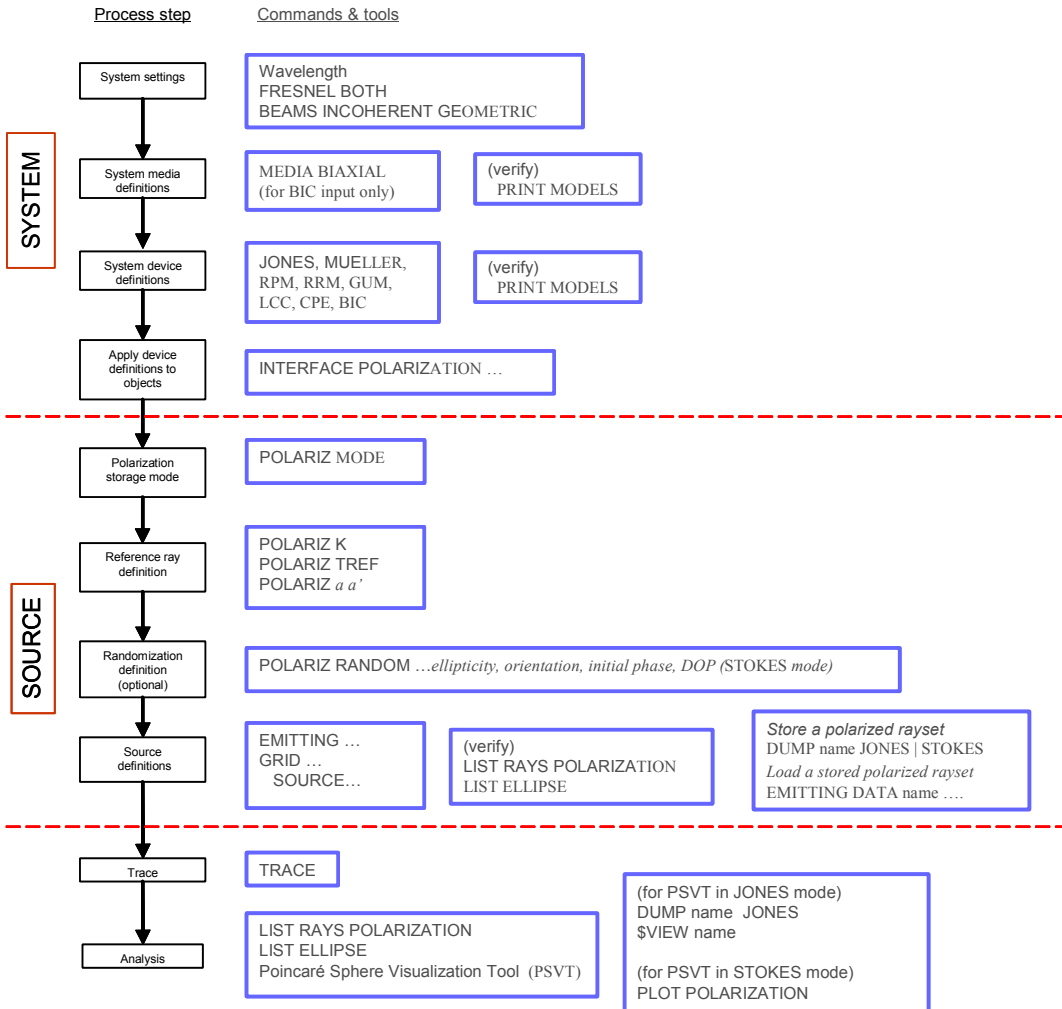 Process step
Commands & tools
SYSTEM
System settings
Wavelength
FRESNEL BOTH
BEAMS INCOHERENT GEOMETRIC
System media
definitions
MEDIA BIAXIAL
(for BIC input only)
(verify)
PRINT MODELS
System device
definitions
JONES, MUELLER,
RPM, RRM, GUM,
LCC, CPE, BIC
(verify)
PRINT MODELS
Apply device
definitions to
objects
INTERFACE POLARIZATION …
SOURCE
Polarization
storage mode
POLARIZ MODE
Reference ray
definition
POLARIZ K
POLARIZ TREF
POLARIZ a a’
Randomization
definition
(optional)
POLARIZ RANDOM …ellipticity, orientation, initial phase, DOP (STOKES mode)
Source
definitions
EMITTING …
GRID …
SOURCE…
(verify)
LIST RAYS POLARIZATION
LIST ELLIPSE
Store a polarized rayset
DUMP name JONES | STOKES
Load a stored polarized rayset
EMITTING DATA name ….
Trace
TRACE
Analysis
LIST RAYS POLARIZATION
LIST ELLIPSE
Poincaré Sphere Visualization Tool (PSVT)
(for PSVT in JONES mode)
DUMP name JONES
$VIEW name
(for PSVT in STOKES mode)
PLOT POLARIZATION